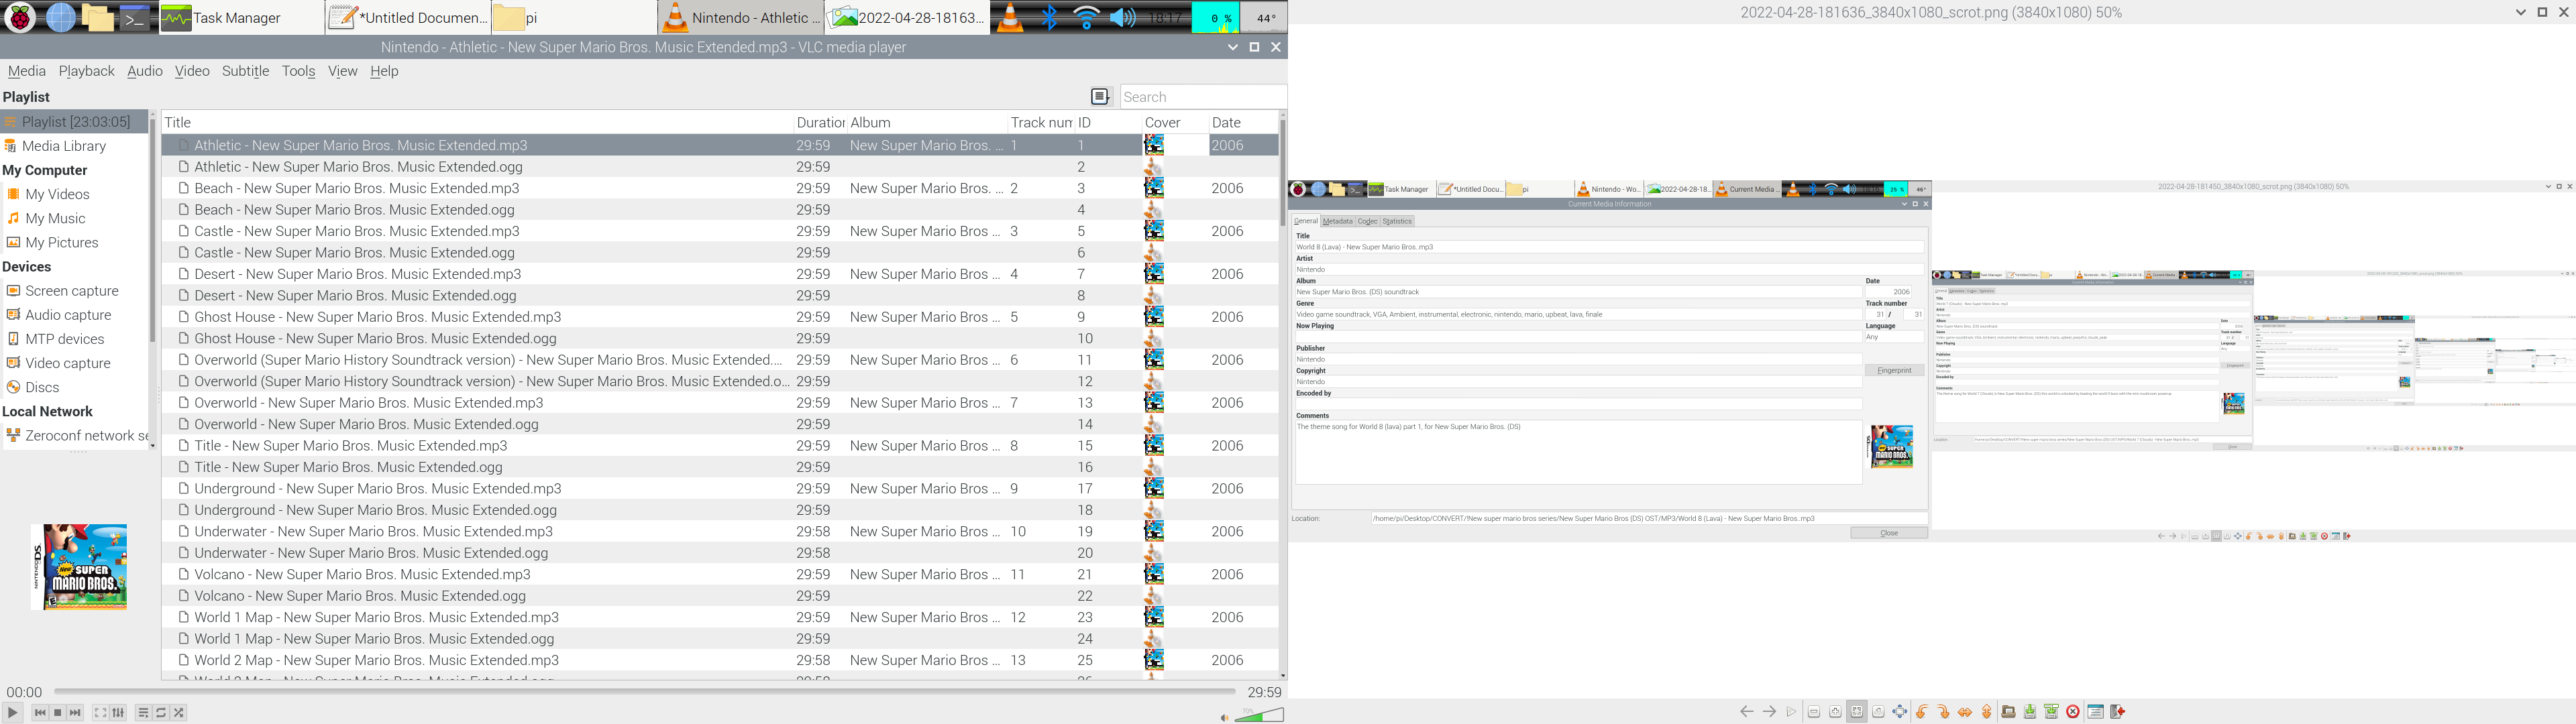 Task Manager
*Untitled Documen...
pi
Nintendo - Athletic ...
2022-04-28-18163...
18:17
0 %
44°
Nintendo - Athletic - New Super Mario Bros. Music Extended.mp3 - VLC media player
Media Playback Audio Video Subtitle Tools View Help
Playlist
Search
Playlist [23:03:05]
Media Library
My Computer
My Videos
My Music
My Pictures
Devices
Screen capture
Audio capture
MTP devices
Video capture
Discs
Local Network
Zeroconf network se
Title Duration Album Track num ID Cover Date
Athletic - New Super Mario Bros. Music Extended.mp3 29:59 New Super Mario Bros. ... 1 1 2006
Athletic - New Super Mario Bros. Music Extended.ogg 29:59 2
Beach - New Super Mario Bros. Music Extended.mp3 29:59 New Super Mario Bros. ... 2 3 2006
Beach - New Super Mario Bros. Music Extended.ogg 29:59 4
Castle - New Super Mario Bros. Music Extended.mp3 29:59 New Super Mario Bros ... 3 5 2006
Castle - New Super Mario Bros. Music Extended.ogg 29:59 6
Desert - New Super Mario Bros. Music Extended.mp3 29:59 New Super Mario Bros ... 4 7 2006
Desert - New Super Mario Bros. Music Extended.ogg 29:59 8
Ghost House - New Super Mario Bros. Music Extended.mp3 29:59 New Super Mario Bros ... 5 9 2006
Ghost House - New Super Mario Bros. Music Extended.ogg 29:59 10
Overworld (Super Mario History Soundtrack version) - New Super Mario Bros. Music Extended.... 29:59 New Super Mario Bros ... 6 11 2006
Overworld (Super Mario History Soundtrack version) - New Super Mario Bros. Music Extended.o... 29:59 12
Overworld - New Super Mario Bros. Music Extended.mp3 29:59 New Super Mario Bros ... 7 13 2006
Overworld - New Super Mario Bros. Music Extended.ogg 29:59 14
Title - New Super Mario Bros. Music Extended.mp3 29:59 New Super Mario Bros ... 8 15 2006
Title - New Super Mario Bros. Music Extended.ogg 29:59 16
Underground - New Super Mario Bros. Music Extended.mp3 29:59 New Super Mario Bros ... 9 17 2006
Underground - New Super Mario Bros. Music Extended.ogg 29:59 18
Underwater - New Super Mario Bros. Music Extended.mp3 29:58 New Super Mario Bros ... 10 19 2006
Underwater - New Super Mario Bros. Music Extended.ogg 29:58 20
Volcano - New Super Mario Bros. Music Extended.mp3 29:59 New Super Mario Bros ... 11 21 2006
Volcano - New Super Mario Bros. Music Extended.ogg 29:59 22
World 1 Map - New Super Mario Bros. Music Extended.mp3 29:59 New Super Mario Bros ... 12 23 2006
World 1 Map - New Super Mario Bros. Music Extended.ogg 29:59 24
World 2 Map - New Super Mario Bros. Music Extended.mp3 29:58 New Super Mario Bros ... 13 25 2006
NINTENDO DS
New SUPER MARIO BROS.
00:00
29:59
70%
2022-04-28-181636_3840x1080_scrot.png (3840x1080) 50%
Task Manager
*Untitled Docu...
pi
Nintendo - Wo...
2022-04-28-18...
Current Media ...
25 %
46°
2022-04-28-181450_3840x1080_scrot.png (3840x1080) 50%
Current Media Information
General Metadata Codec Statistics
Title
World 8 (Lava) - New Super Mario Bros..mp3
Artist
Nintendo
Album
Date
New Super Mario Bros. (DS) soundtrack
2006
Genre
Track number
Video game soundtrack, VGA, Ambient, instrumental, electronic, nintendo, mario, upbeat, lava, finale
31 / 31
Now Playing
Language
Any
Publisher
Nintendo
Copyright
Fingerprint
Nintendo
Encoded by
Comments
The theme song for World 8 (lava) part 1, for New Super Mario Bros. (DS)
SUPER MARIO BROS.
Location:
/home/pi/Desktop/CONVERT/!New super mario bros series/New Super Mario Bros (DS) OST/MP3/World 8 (Lava) - New Super Mario Bros..mp3
Close